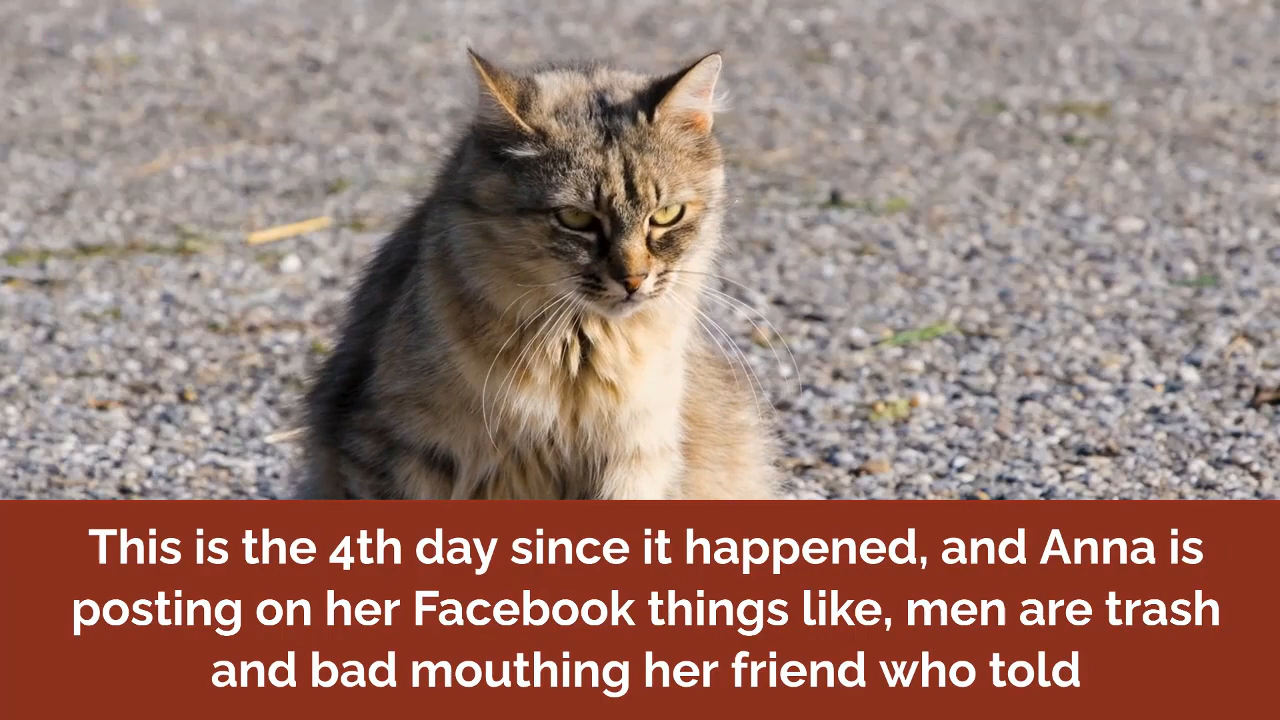 This is the 4th day since it happened, and Anna is
posting on her Facebook things like, men are trash
and bad mouthing her friend who told